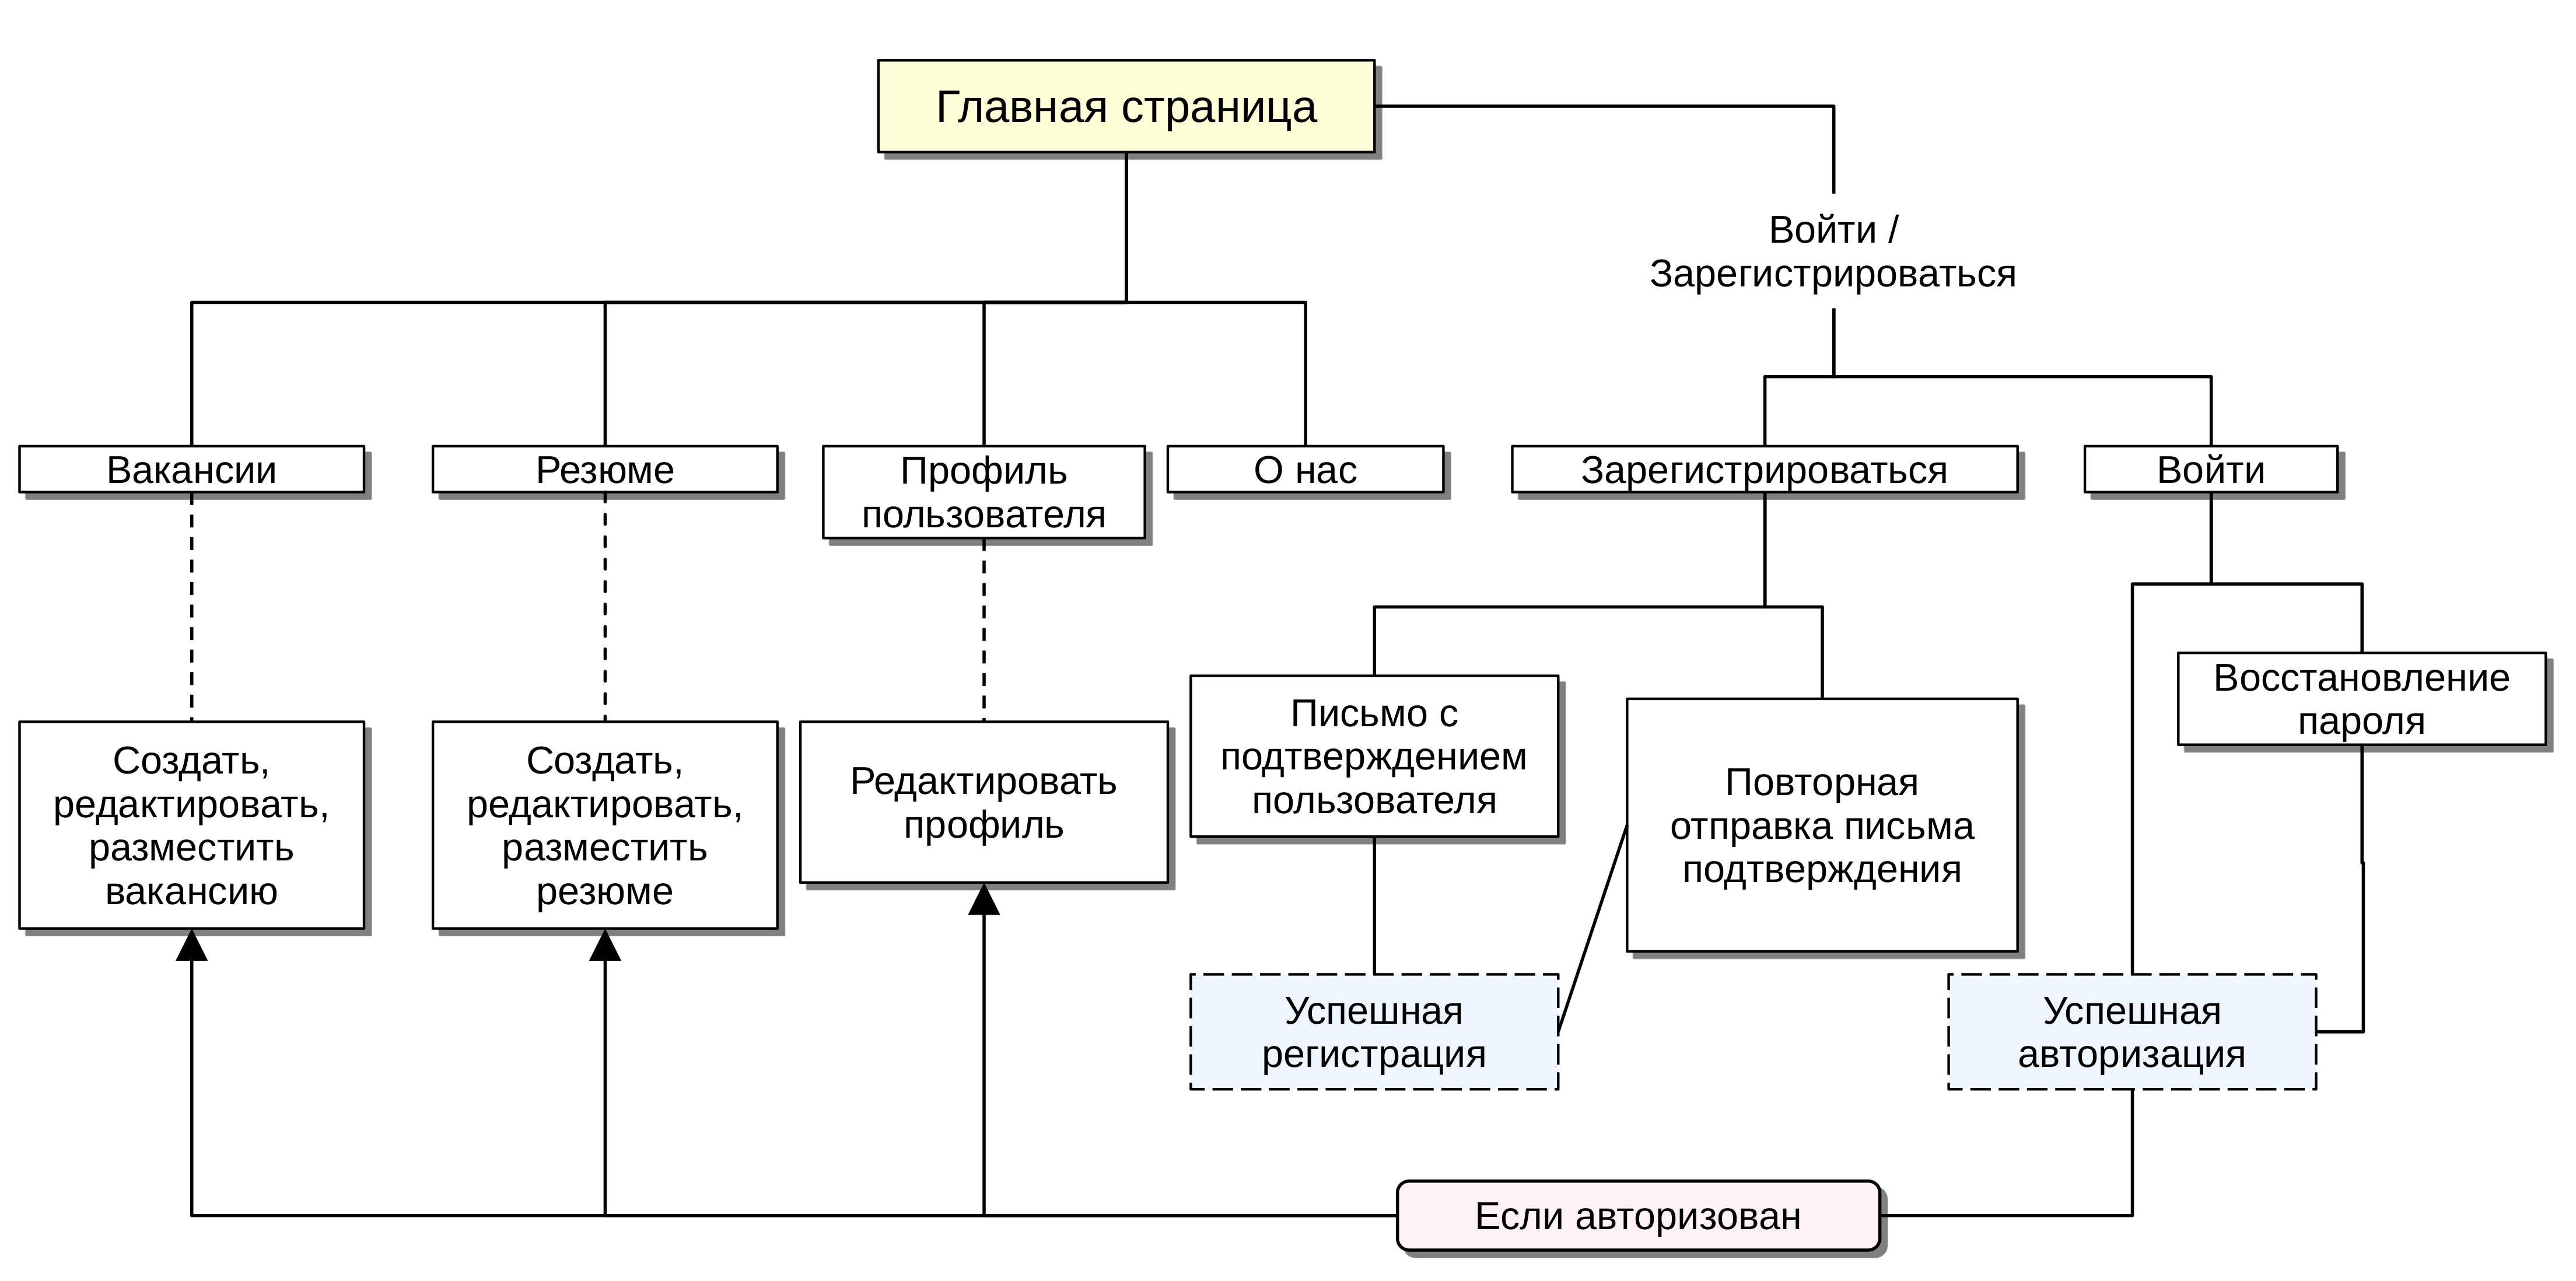 Главная страница
Войти /
Зарегистрироваться
Вакансии
Резюме
Профиль
пользователя
О нас
Зарегистрироваться
Войти
Создать,
редактировать,
разместить
вакансию
Создать,
редактировать,
разместить
резюме
Редактировать
профиль
Письмо с
подтверждением
пользователя
Повторная
отправка письма
подтверждения
Восстановление
пароля
Успешная
регистрация
Успешная
авторизация
Если авторизован